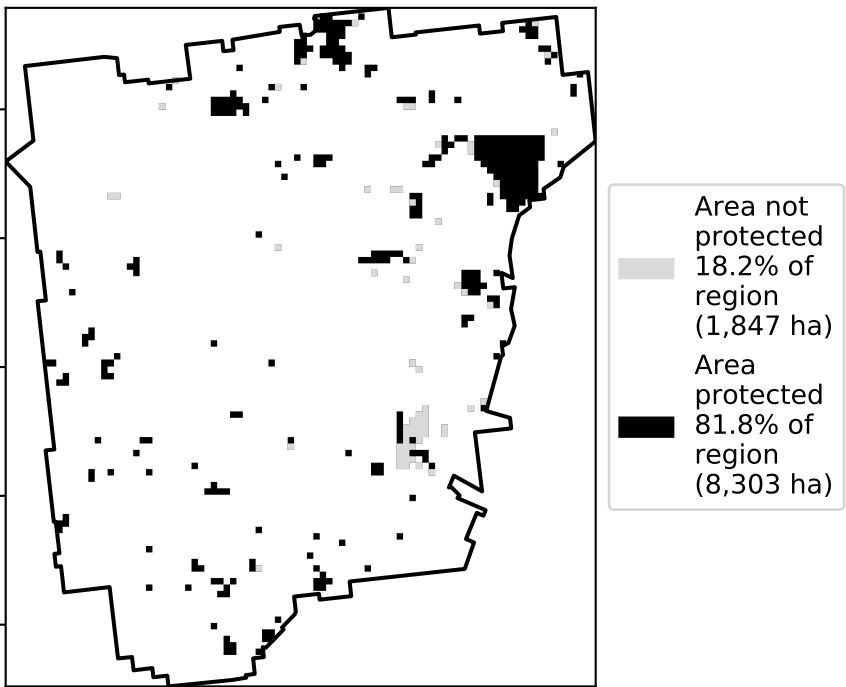 Area not
protected
18.2% of
region
(1,847 ha)
Area
protected
81.8% of
region
(8,303 ha)